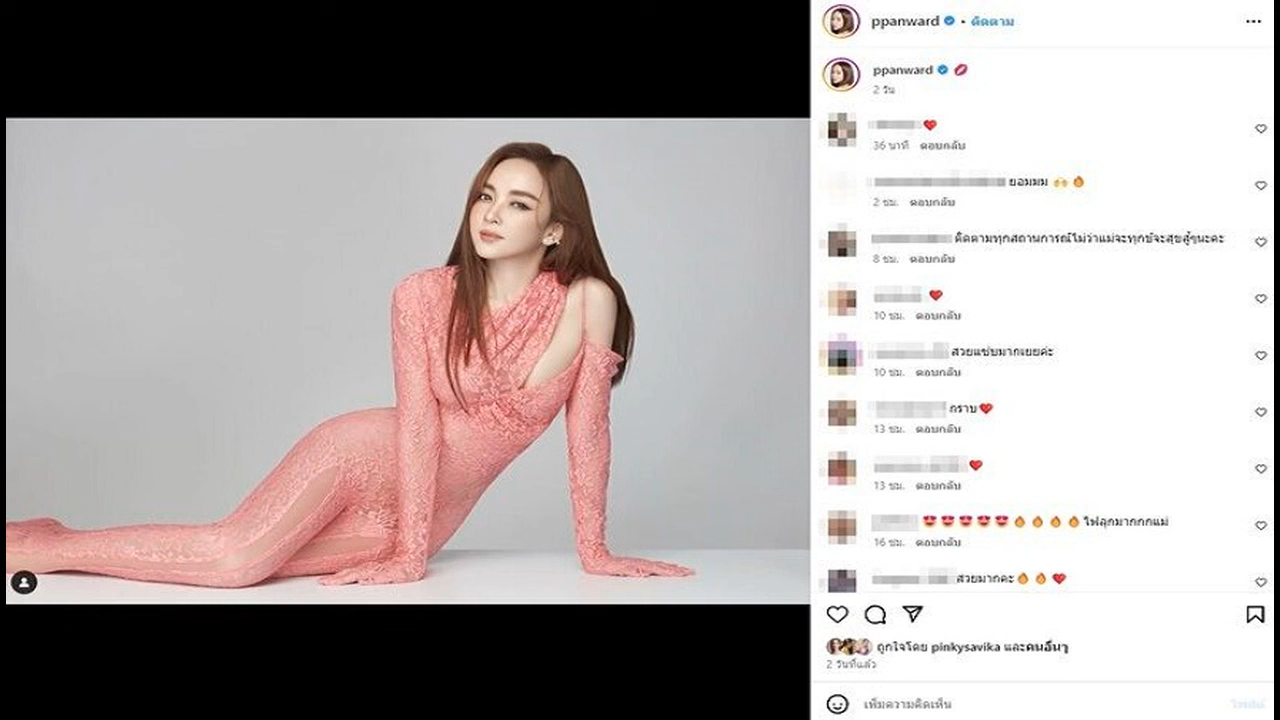 ppanward • ติดตาม
ppanward
2 วัน
36 นาที ตอบกลับ
ยอมมม
2 ชม. ตอบกลับ
ติดตามทุกสถานการณ์ไม่ว่าแม่จะทุกข์จะสุขสู้ๆนะคะ
8 ชม. ตอบกลับ
10 ชม. ตอบกลับ
สวยแซ่บมากเยยค่ะ
10 ชม. ตอบกลับ
กราบ
13 ชม. ตอบกลับ
13 ชม. ตอบกลับ
ไฟลุกมากกกแม่
16 ชม. ตอบกลับ
สวยมากคะ
ถูกใจโดย pinkysavika และคนอื่นๆ
2 วันที่แล้ว
เพิ่มความคิดเห็น
โพสต์